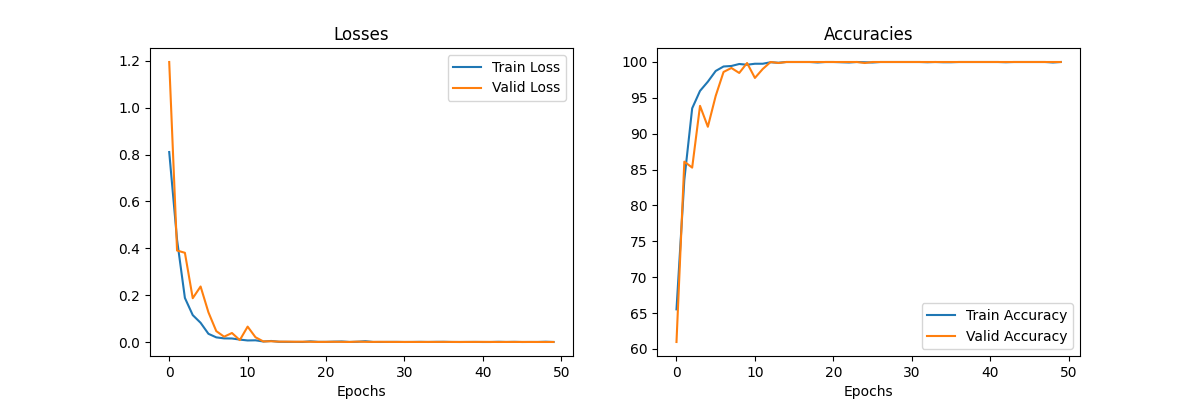 Losses
1.2
1.0
0.8
0.6
0.4
0.2
0.0
0 10 20 30 40 50
Epochs
Train Loss
Valid Loss
Accuracies
100
95
90
85
80
75
70
65
60
0 10 20 30 40 50
Epochs
Train Accuracy
Valid Accuracy